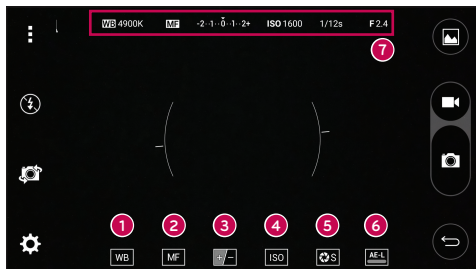 WB 4900K MF -2··1··0··1··2+ ISO 1600 1/12s F 2.4
7
1 2 3 4 5 6
WB MF +/- ISO S AE-L